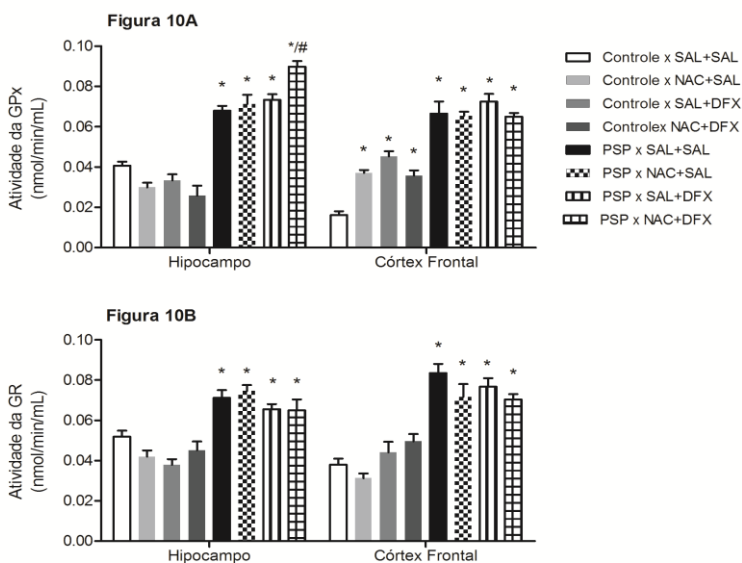 Figura 10A
Atividade da GPx
(nmol/min/mL)
0.10
0.08
0.06
0.04
0.02
0.00
* * * */#
* * * * * * *
Hipocampo Córtex Frontal
Controle x SAL+SAL
Controle x NAC+SAL
Controle x SAL+DFX
Controlex NAC+DFX
PSP x SAL+SAL
PSP x NAC+SAL
PSP x SAL+DFX
PSP x NAC+DFX
Figura 10B
Atividade da GR
(nmol/min/mL)
0.10
0.08
0.06
0.04
0.02
0.00
* * * *
* * * *
Hipocampo Córtex Frontal